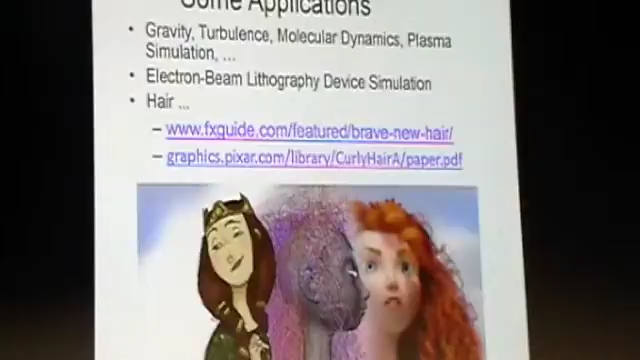 Some Applications
• Gravity, Turbulence, Molecular Dynamics, Plasma
Simulation, ...
• Electron-Beam Lithography Device Simulation
• Hair ...
– www.fxguide.com/featured/brave-new-hair/
– graphics.pixar.com/library/CurlyHairA/paper.pdf